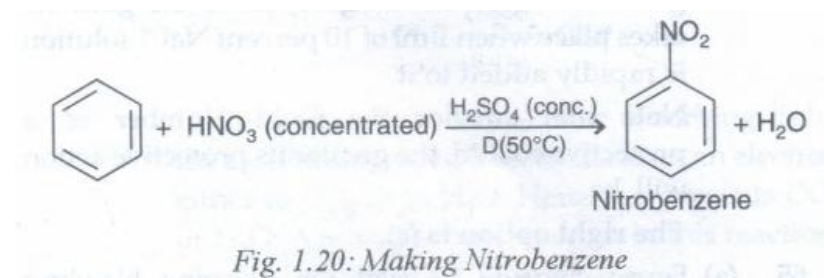 NO₂
+ HNO₃ (concentrated) H₂SO₄ (conc.) + H₂O
D(50°C)
Nitrobenzene
Fig. 1.20: Making Nitrobenzene